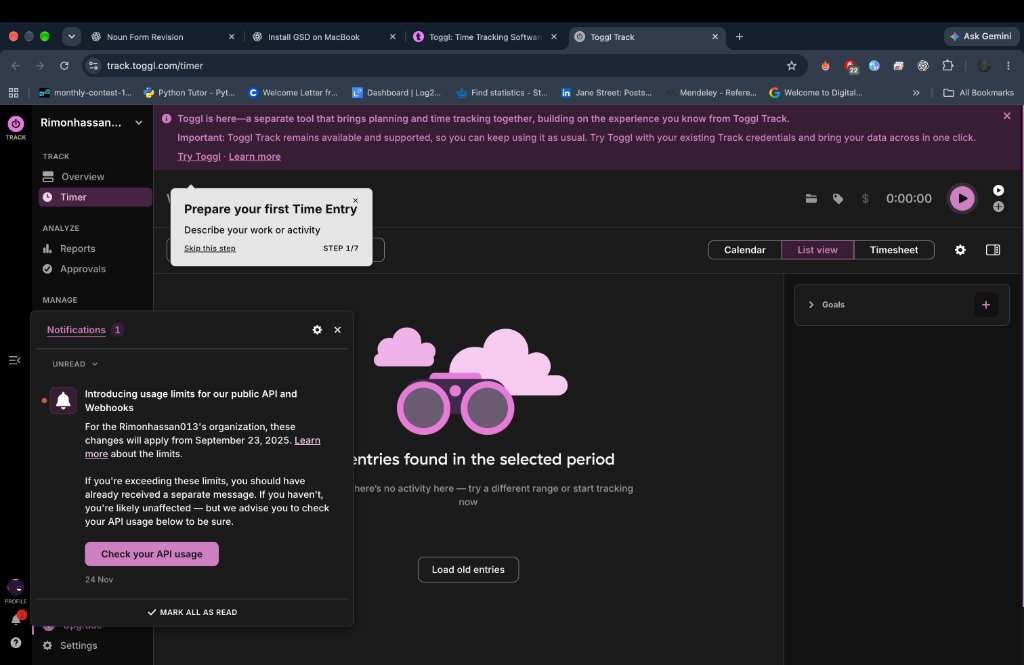 Noun Form Revision
Install GSD on MacBook
Toggl: Time Tracking Softwar
Toggl Track
Ask Gemini
track.toggl.com/timer
22
monthly-contest-1...
Python Tutor - Pyt...
Welcome Letter fr...
Dashboard | Log2...
Find statistics - St...
Jane Street: Posts...
Mendeley - Refere...
Welcome to Digital...
All Bookmarks
TRACK
Rimonhassan...
Toggl is here—a separate tool that brings planning and time tracking together, building on the experience you know from Toggl Track.
Important: Toggl Track remains available and supported, so you can keep using it as usual. Try Toggl with your existing Track credentials and bring your data across in one click.
Try Toggl · Learn more
TRACK
Overview
Timer
ANALYZE
Reports
Approvals
MANAGE
Prepare your first Time Entry
Describe your work or activity
Skip this step
STEP 1/7
$
0:00:00
Calendar
List view
Timesheet
Goals
Notifications 1
UNREAD
Introducing usage limits for our public API and
Webhooks
For the Rimonhassan013's organization, these
changes will apply from September 23, 2025. Learn
more about the limits.
If you're exceeding these limits, you should have
already received a separate message. If you haven't,
you're likely unaffected — but we advise you to check
your API usage below to be sure.
Check your API usage
24 Nov
MARK ALL AS READ
entries found in the selected period
here's no activity here — try a different range or start tracking
now
Load old entries
PROFILE
Upgrade
Settings